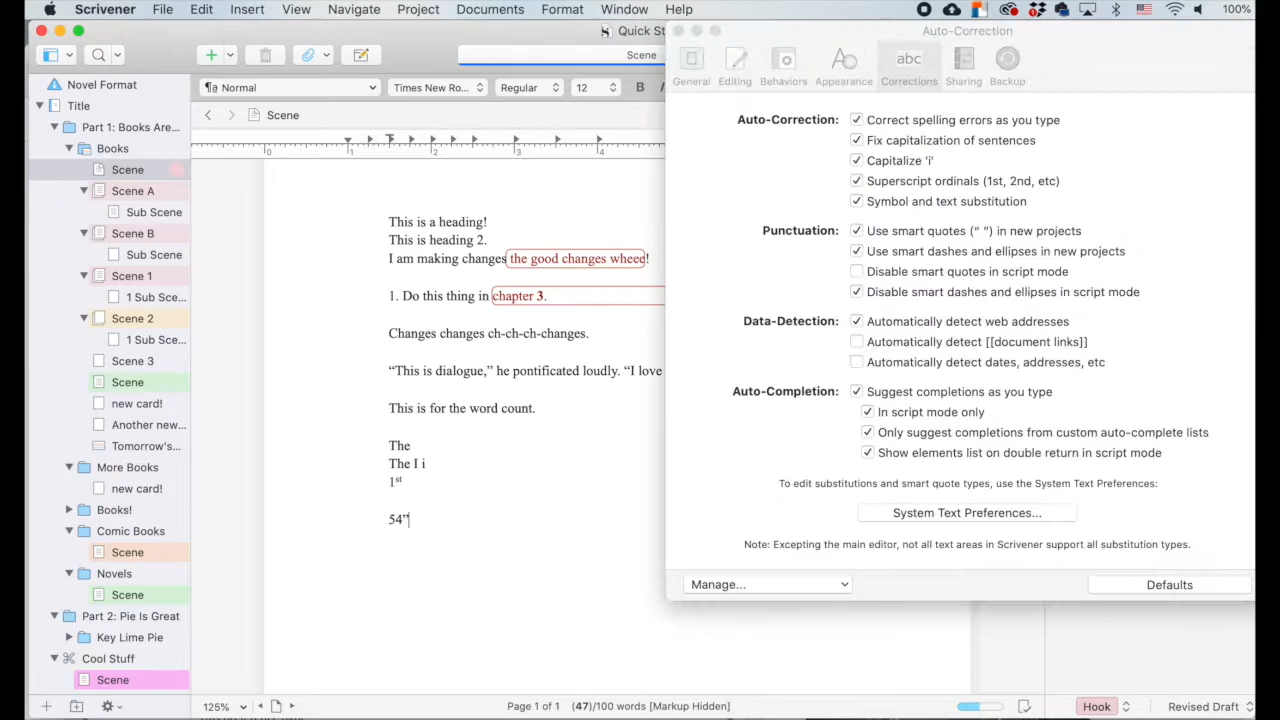 Scrivener File Edit Insert View Navigate Project Documents Format Window Help 100%
Quick St
Auto-Correction
Scene
General Editing Behaviors Appearance abc Corrections Sharing Backup
Novel Format
Normal Times New Ro... Regular 12 B
Title
Scene
Part 1: Books Are...
Books
0 1 2 3 4
Scene
Scene A
Sub Scene
Scene B
Sub Scene
Scene 1
1 Sub Sce...
Scene 2
1 Sub Sce...
Scene 3
Scene
new card!
Another new...
Tomorrow's...
More Books
new card!
Books!
Comic Books
Scene
Novels
Scene
Part 2: Pie Is Great
Key Lime Pie
Cool Stuff
Scene
This is a heading!
This is heading 2.
I am making changes the good changes wheee!
1. Do this thing in chapter 3.
Changes changes ch-ch-ch-changes.
“This is dialogue,” he pontificated loudly. “I love
This is for the word count.
The
The I i
1st
54”
Auto-Correction: Correct spelling errors as you type
Fix capitalization of sentences
Capitalize 'i'
Superscript ordinals (1st, 2nd, etc)
Symbol and text substitution
Punctuation: Use smart quotes (“ ”) in new projects
Use smart dashes and ellipses in new projects
Disable smart quotes in script mode
Disable smart dashes and ellipses in script mode
Data-Detection: Automatically detect web addresses
Automatically detect [[document links]]
Automatically detect dates, addresses, etc
Auto-Completion: Suggest completions as you type
In script mode only
Only suggest completions from custom auto-complete lists
Show elements list on double return in script mode
To edit substitutions and smart quote types, use the System Text Preferences:
System Text Preferences...
Note: Excepting the main editor, not all text areas in Scrivener support all substitution types.
Manage... Defaults
125% Page 1 of 1 (47)/100 words [Markup Hidden] Hook Revised Draft